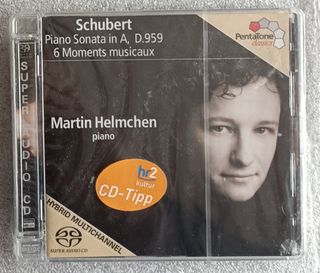 SUPER AUDIO CD
Schubert
Piano Sonata in A, D.959
6 Moments musicaux
PENTATONE
classics
Martin Helmchen
piano
hr2
kultur
CD-Tipp
HYBRID MULTICHANNEL
SUPER AUDIO CD